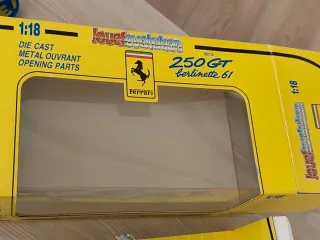 1:18
DIE CAST
METAL OUVRANT
OPENING PARTS
Jouef evolution
Ferrari
250 GT
berlinette 61
1:18
Jouef evolution